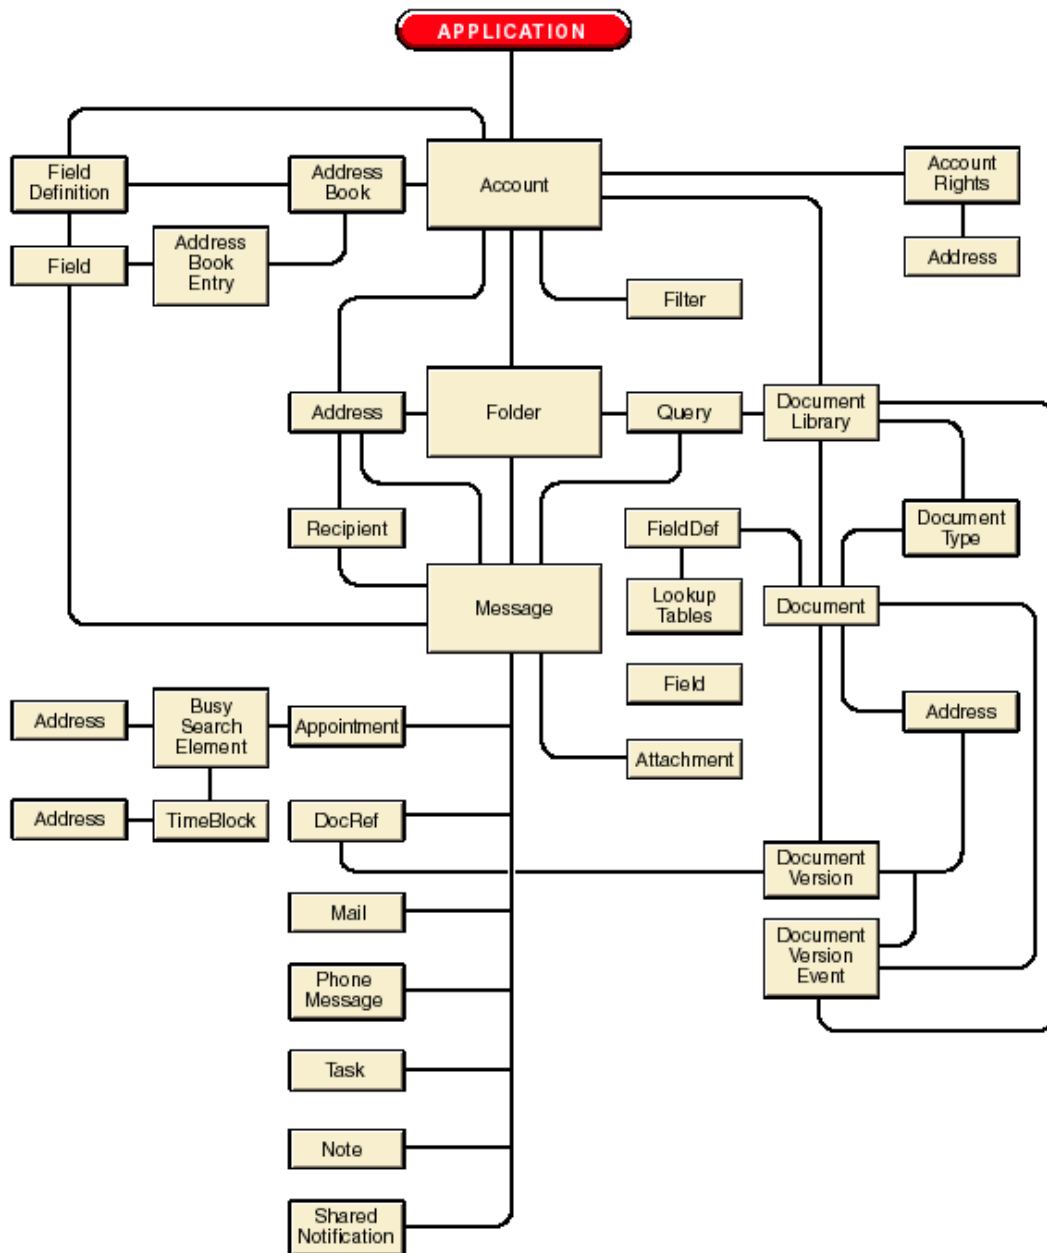 APPLICATION
Field
Definition
Address
Book
Account
Account
Rights
Field
Address
Book
Entry
Address
Filter
Address
Folder
Query
Document
Library
Recipient
FieldDef
Document
Type
Message
Lookup
Tables
Document
Field
Address
Busy
Search
Element
Appointment
Address
Attachment
Address
TimeBlock
DocRef
Document
Version
Mail
Document
Version
Event
Phone
Message
Task
Note
Shared
Notification